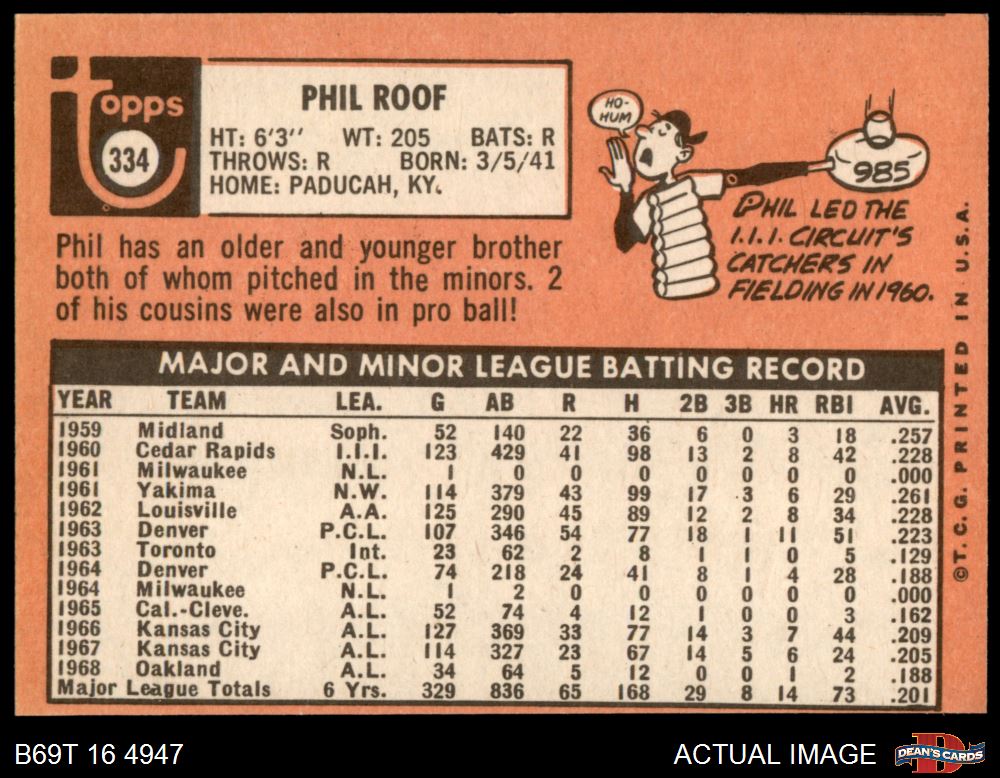 Topps
334
PHIL ROOF
HT: 6'3'' WT: 205 BATS: R
THROWS: R BORN: 3/5/41
HOME: PADUCAH, KY.
Phil has an older and younger brother
both of whom pitched in the minors. 2
of his cousins were also in pro ball!
HO-
HUM
985
PHIL LED THE
I.I.I. CIRCUIT'S
CATCHERS IN
FIELDING IN 1960.
MAJOR AND MINOR LEAGUE BATTING RECORD
YEAR TEAM LEA. G AB R H 2B 3B HR RBI AVG.
1959 Midland Soph. 52 140 22 36 6 0 3 18 .257
1960 Cedar Rapids I.I.I. 123 429 41 98 13 2 8 42 .228
1961 Milwaukee N.L. 1 0 0 0 0 0 0 0 .000
1961 Yakima N.W. 114 379 43 99 17 3 6 29 .261
1962 Louisville A.A. 125 290 45 89 12 2 8 34 .228
1963 Denver P.C.L. 107 346 54 77 18 1 11 51 .223
1963 Toronto Int. 23 62 2 8 1 1 0 5 .129
1964 Denver P.C.L. 74 218 24 41 8 1 4 28 .188
1964 Milwaukee N.L. 1 2 0 0 0 0 0 0 .000
1965 Cal.-Cleve. A.L. 52 74 4 12 1 0 0 3 .162
1966 Kansas City A.L. 127 369 33 77 14 3 7 44 .209
1967 Kansas City A.L. 114 327 23 67 14 5 6 24 .205
1968 Oakland A.L. 34 64 5 12 0 0 1 2 .188
Major League Totals 6 Yrs. 329 836 65 168 29 8 14 73 .201
©T.C.G. PRINTED IN U.S.A.
B69T 16 4947
ACTUAL IMAGE
DEAN'S CARDS